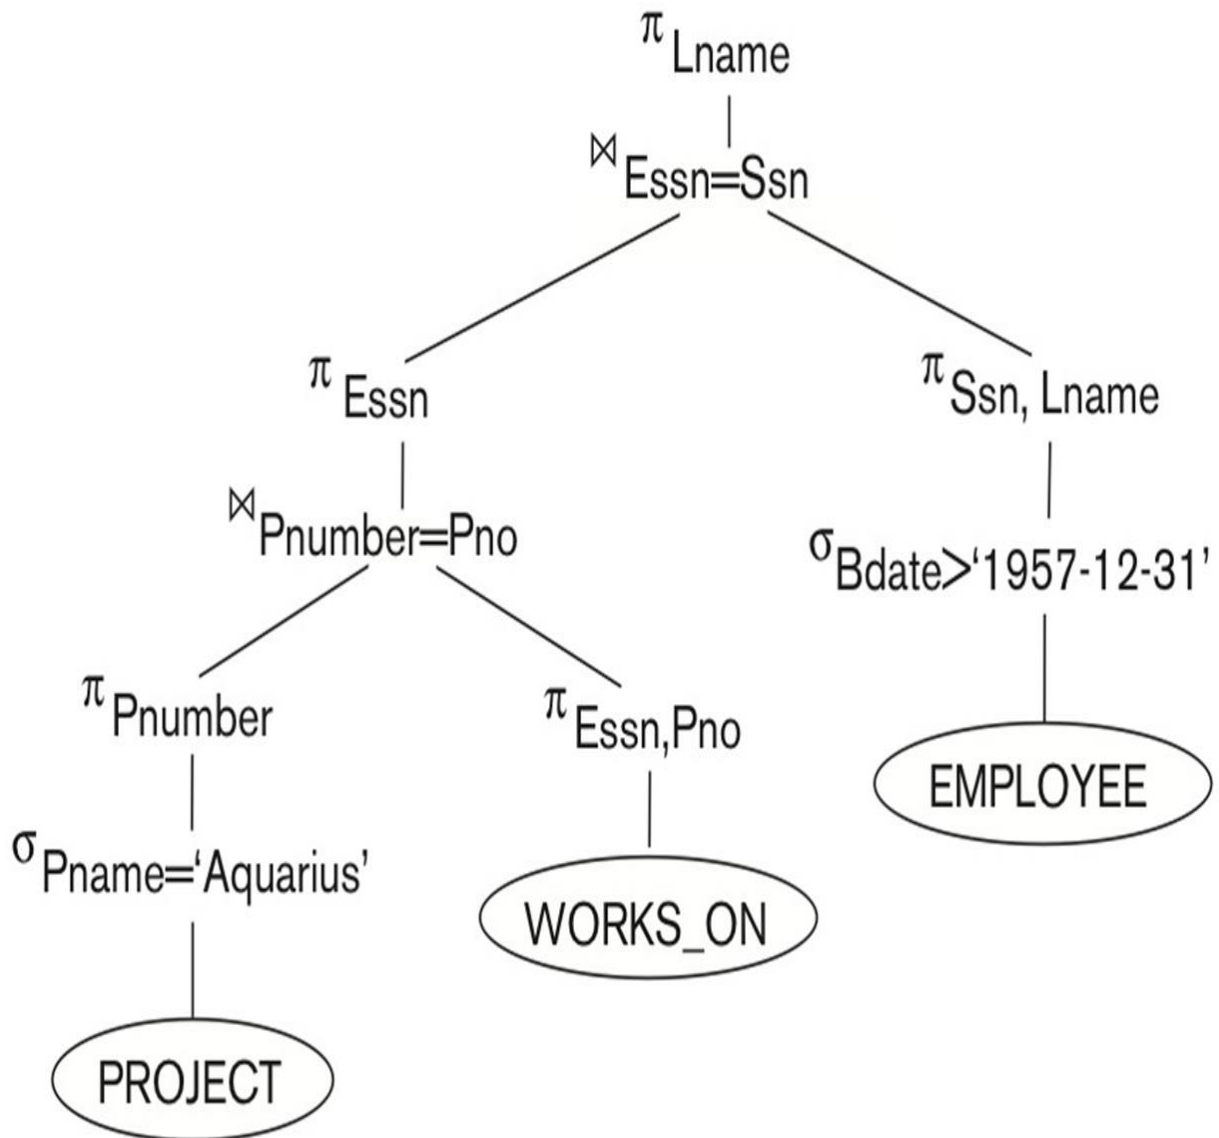 π Lname
⋈ Essn=Ssn
π Essn
π Ssn, Lname
⋈ Pnumber=Pno
σ Bdate>‘1957-12-31’
π Pnumber
π Essn,Pno
EMPLOYEE
σ Pname=‘Aquarius’
WORKS_ON
PROJECT